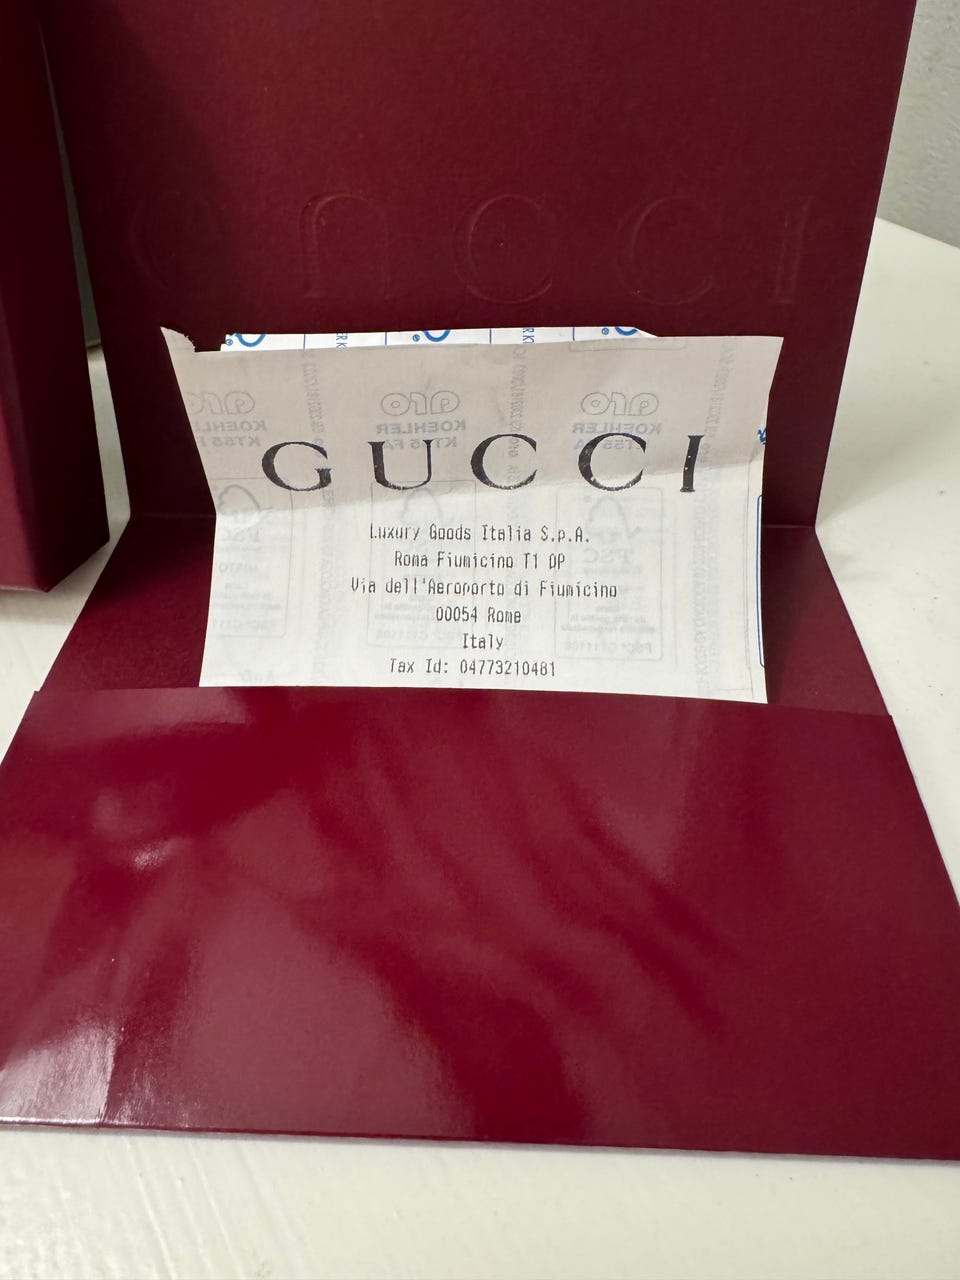 GUCCI
GUCCI
Luxury Goods Italia S.p.A.
Roma Fiumicino T1 DP
Via dell'Aeroporto di Fiumicino
00054 Rome
Italy
Tax Id: 04773210481